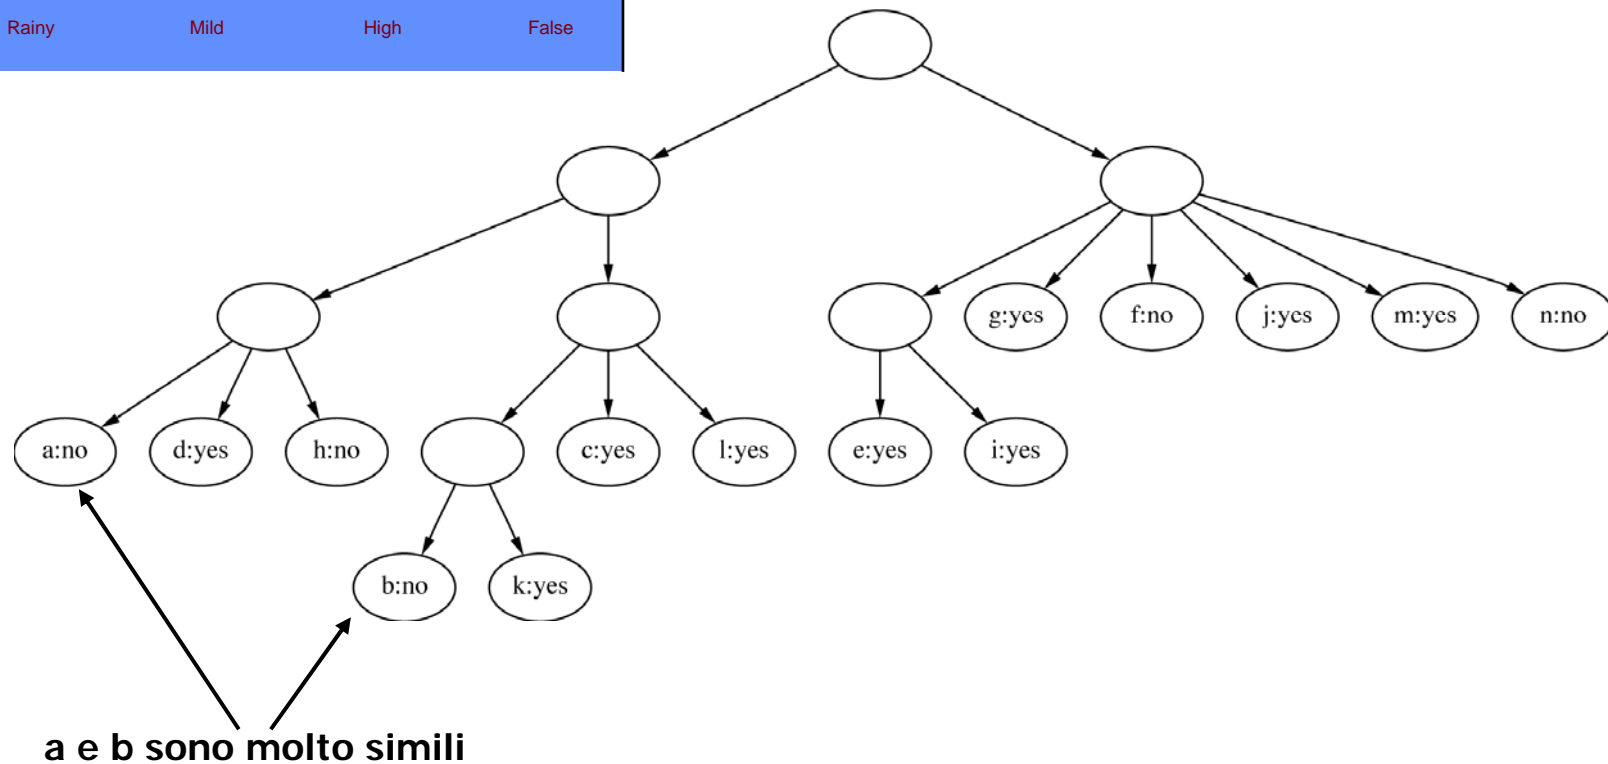 Rainy Mild High False
g:yes f:no j:yes m:yes n:no
a:no d:yes h:no c:yes l:yes e:yes i:yes
b:no k:yes
a e b sono molto simili